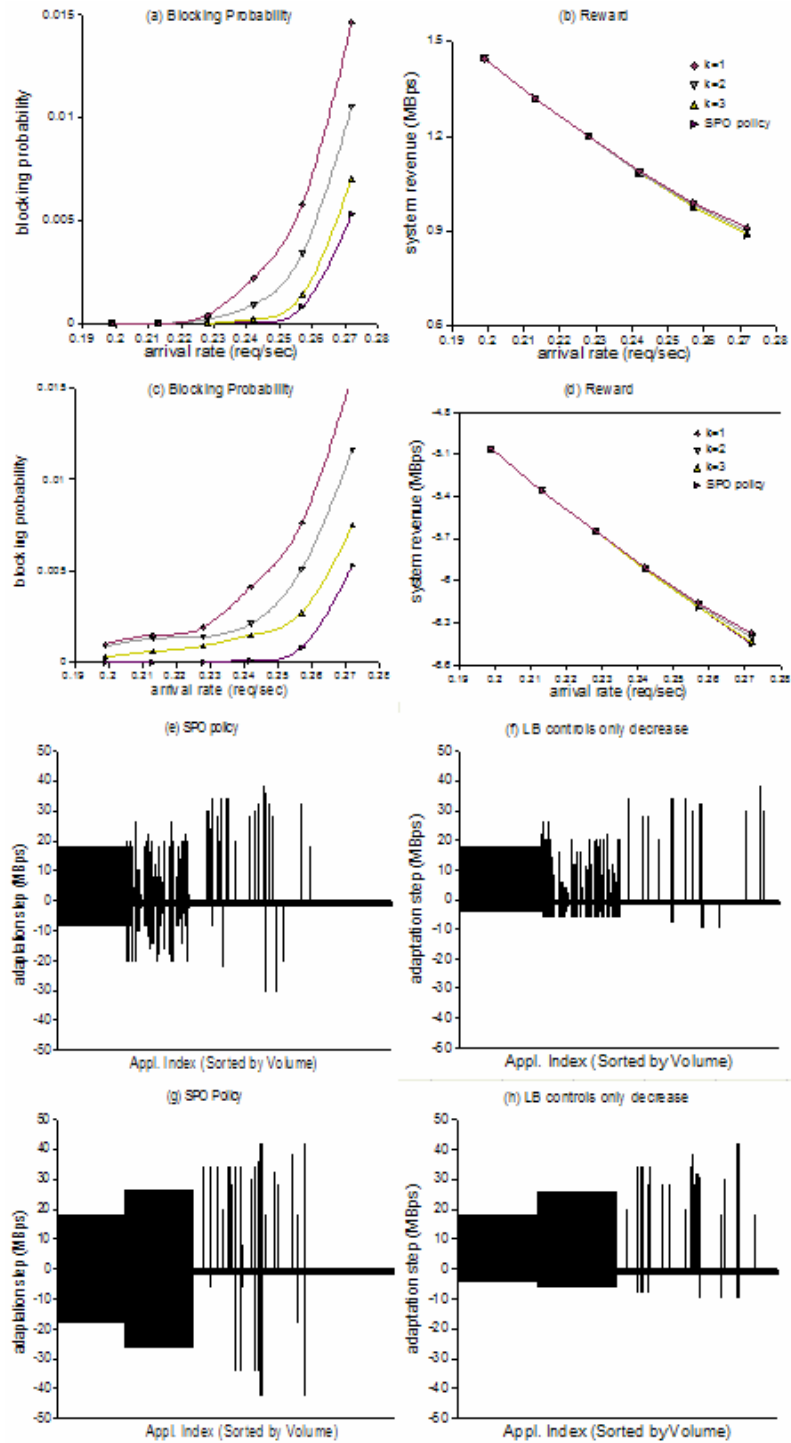 (a) Blocking Probability
0.015
0.01
0.005
0
blocking probability
0.19 0.2 0.21 0.22 0.23 0.24 0.25 0.26 0.27 0.28
arrival rate (req/sec)
(b) Reward
1.5
1.2
0.9
0.6
system revenue (MBps)
k=1
k=2
k=3
SPO policy
0.19 0.2 0.21 0.22 0.23 0.24 0.25 0.26 0.27 0.28
arrival rate (req/sec)
(c) Blocking Probability
0.015
0.01
0.005
0
blocking probability
0.19 0.2 0.21 0.22 0.23 0.24 0.25 0.26 0.27 0.28
arrival rate (req/sec)
(d) Reward
-4.8
-5.1
-5.4
-5.7
-6
-6.3
-6.6
system revenue (MBps)
k=1
k=2
k=3
SPO policy
0.19 0.2 0.21 0.22 0.23 0.24 0.25 0.26 0.27 0.28
arrival rate (req/sec)
(e) SPO policy
50
40
30
20
10
0
-10
-20
-30
-40
-50
adaptation step (MBps)
Appl. Index (Sorted by Volume)
(f) LB controls only decrease
50
40
30
20
10
0
-10
-20
-30
-40
-50
adaptation step (MBps)
Appl. Index (Sorted by Volume)
(g) SPO Policy
50
40
30
20
10
0
-10
-20
-30
-40
-50
adaptation step (MBps)
Appl. Index (Sorted by Volume)
(h) LB controls only decrease
50
40
30
20
10
0
-10
-20
-30
-40
-50
adaptation step (MBps)
Appl. Index (Sorted by Volume)